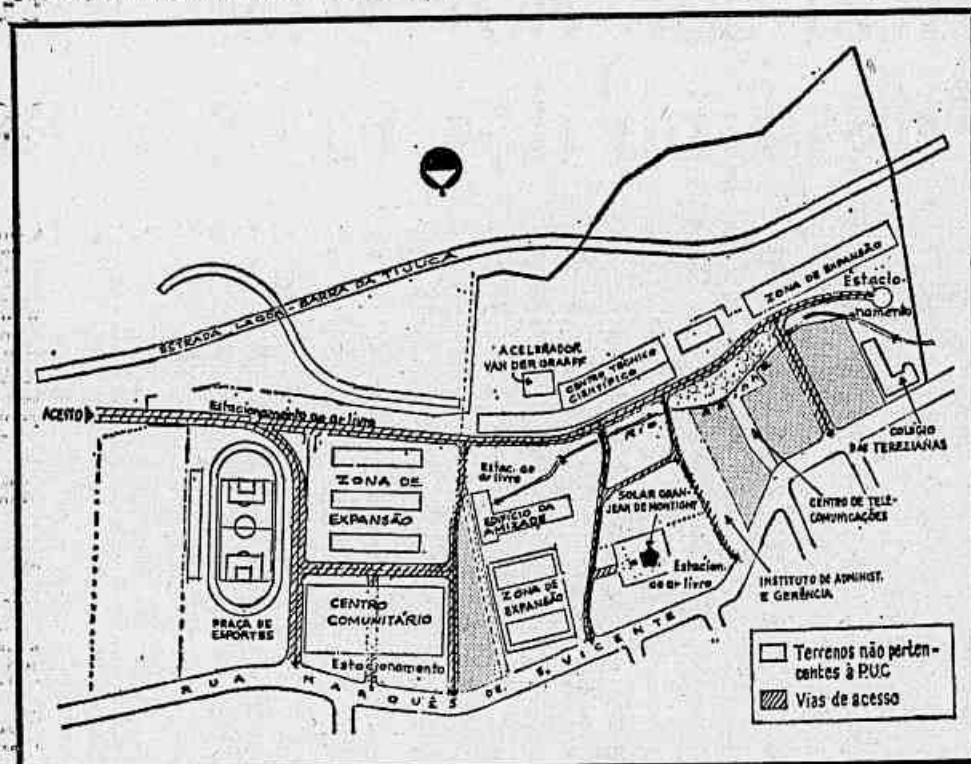 ESTRADA LAGOA-BARRA DA TIJUCA
ZONA DE EXPANSÃO
Estacio-
namento
ACELERADOR
VAN DER GRAAFF
CENTRO TECNICO
CIENTÍFICO
ACESSO
Estacionamento ao ar livre
COLÉGIO
DAS TEREZIANAS
RIO
Estac. ao
ar livre
ZONA DE
EXPANSÃO
SOLAR GRAN-
JEAN DE MONTIGNY
EDIFÍCIO DA
AMIZADE
CENTRO DE TELE-
COMUNICAÇÕES
Estacion.
ao ar livre
ZONA DE
EXPANSÃO
INSTITUTO DE ADMINIST.
E GERÊNCIA
CENTRO
COMUNITÁRIO
PRAÇA DE
ESPORTES
Estacionamento
RUA MARQUÊS DE S. VICENTE
Terrenos não perten-
centes à PUC
Vias de acesso